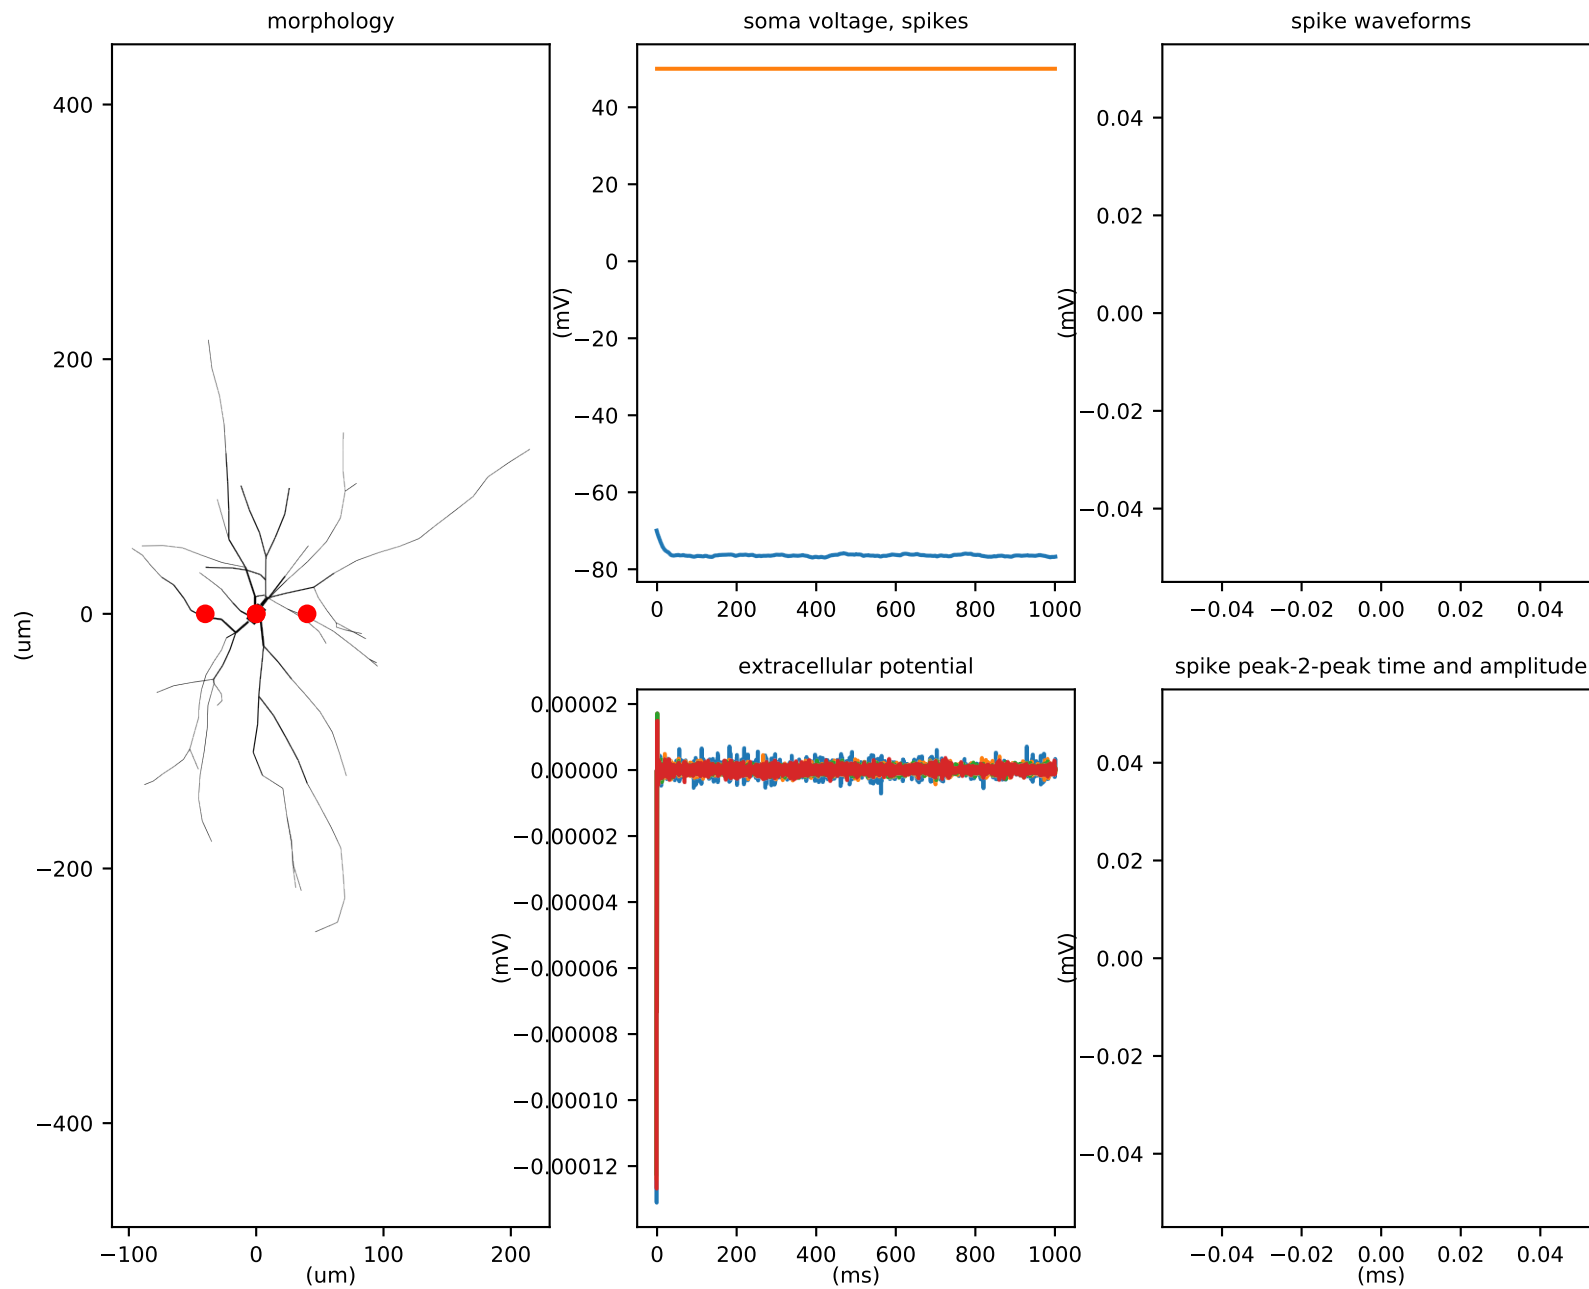 morphology
400
200
0
−200
−400
(um)
−100 0 100 200
(um)
soma voltage, spikes
40
20
0
−20
−40
−60
−80
(mV)
0 200 400 600 800 1000
spike waveforms
0.04
0.02
0.00
−0.02
−0.04
(mV)
−0.04 −0.02 0.00 0.02 0.04
extracellular potential
0.00002
0.00000
−0.00002
−0.00004
−0.00006
−0.00008
−0.00010
−0.00012
(mV)
0 200 400 600 800 1000
(ms)
spike peak-2-peak time and amplitude
0.04
0.02
0.00
−0.02
−0.04
(mV)
−0.04 −0.02 0.00 0.02 0.04
(ms)